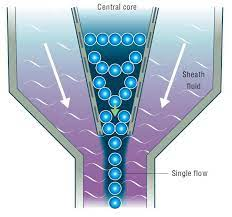 Central core
Sheath
fluid
Single flow